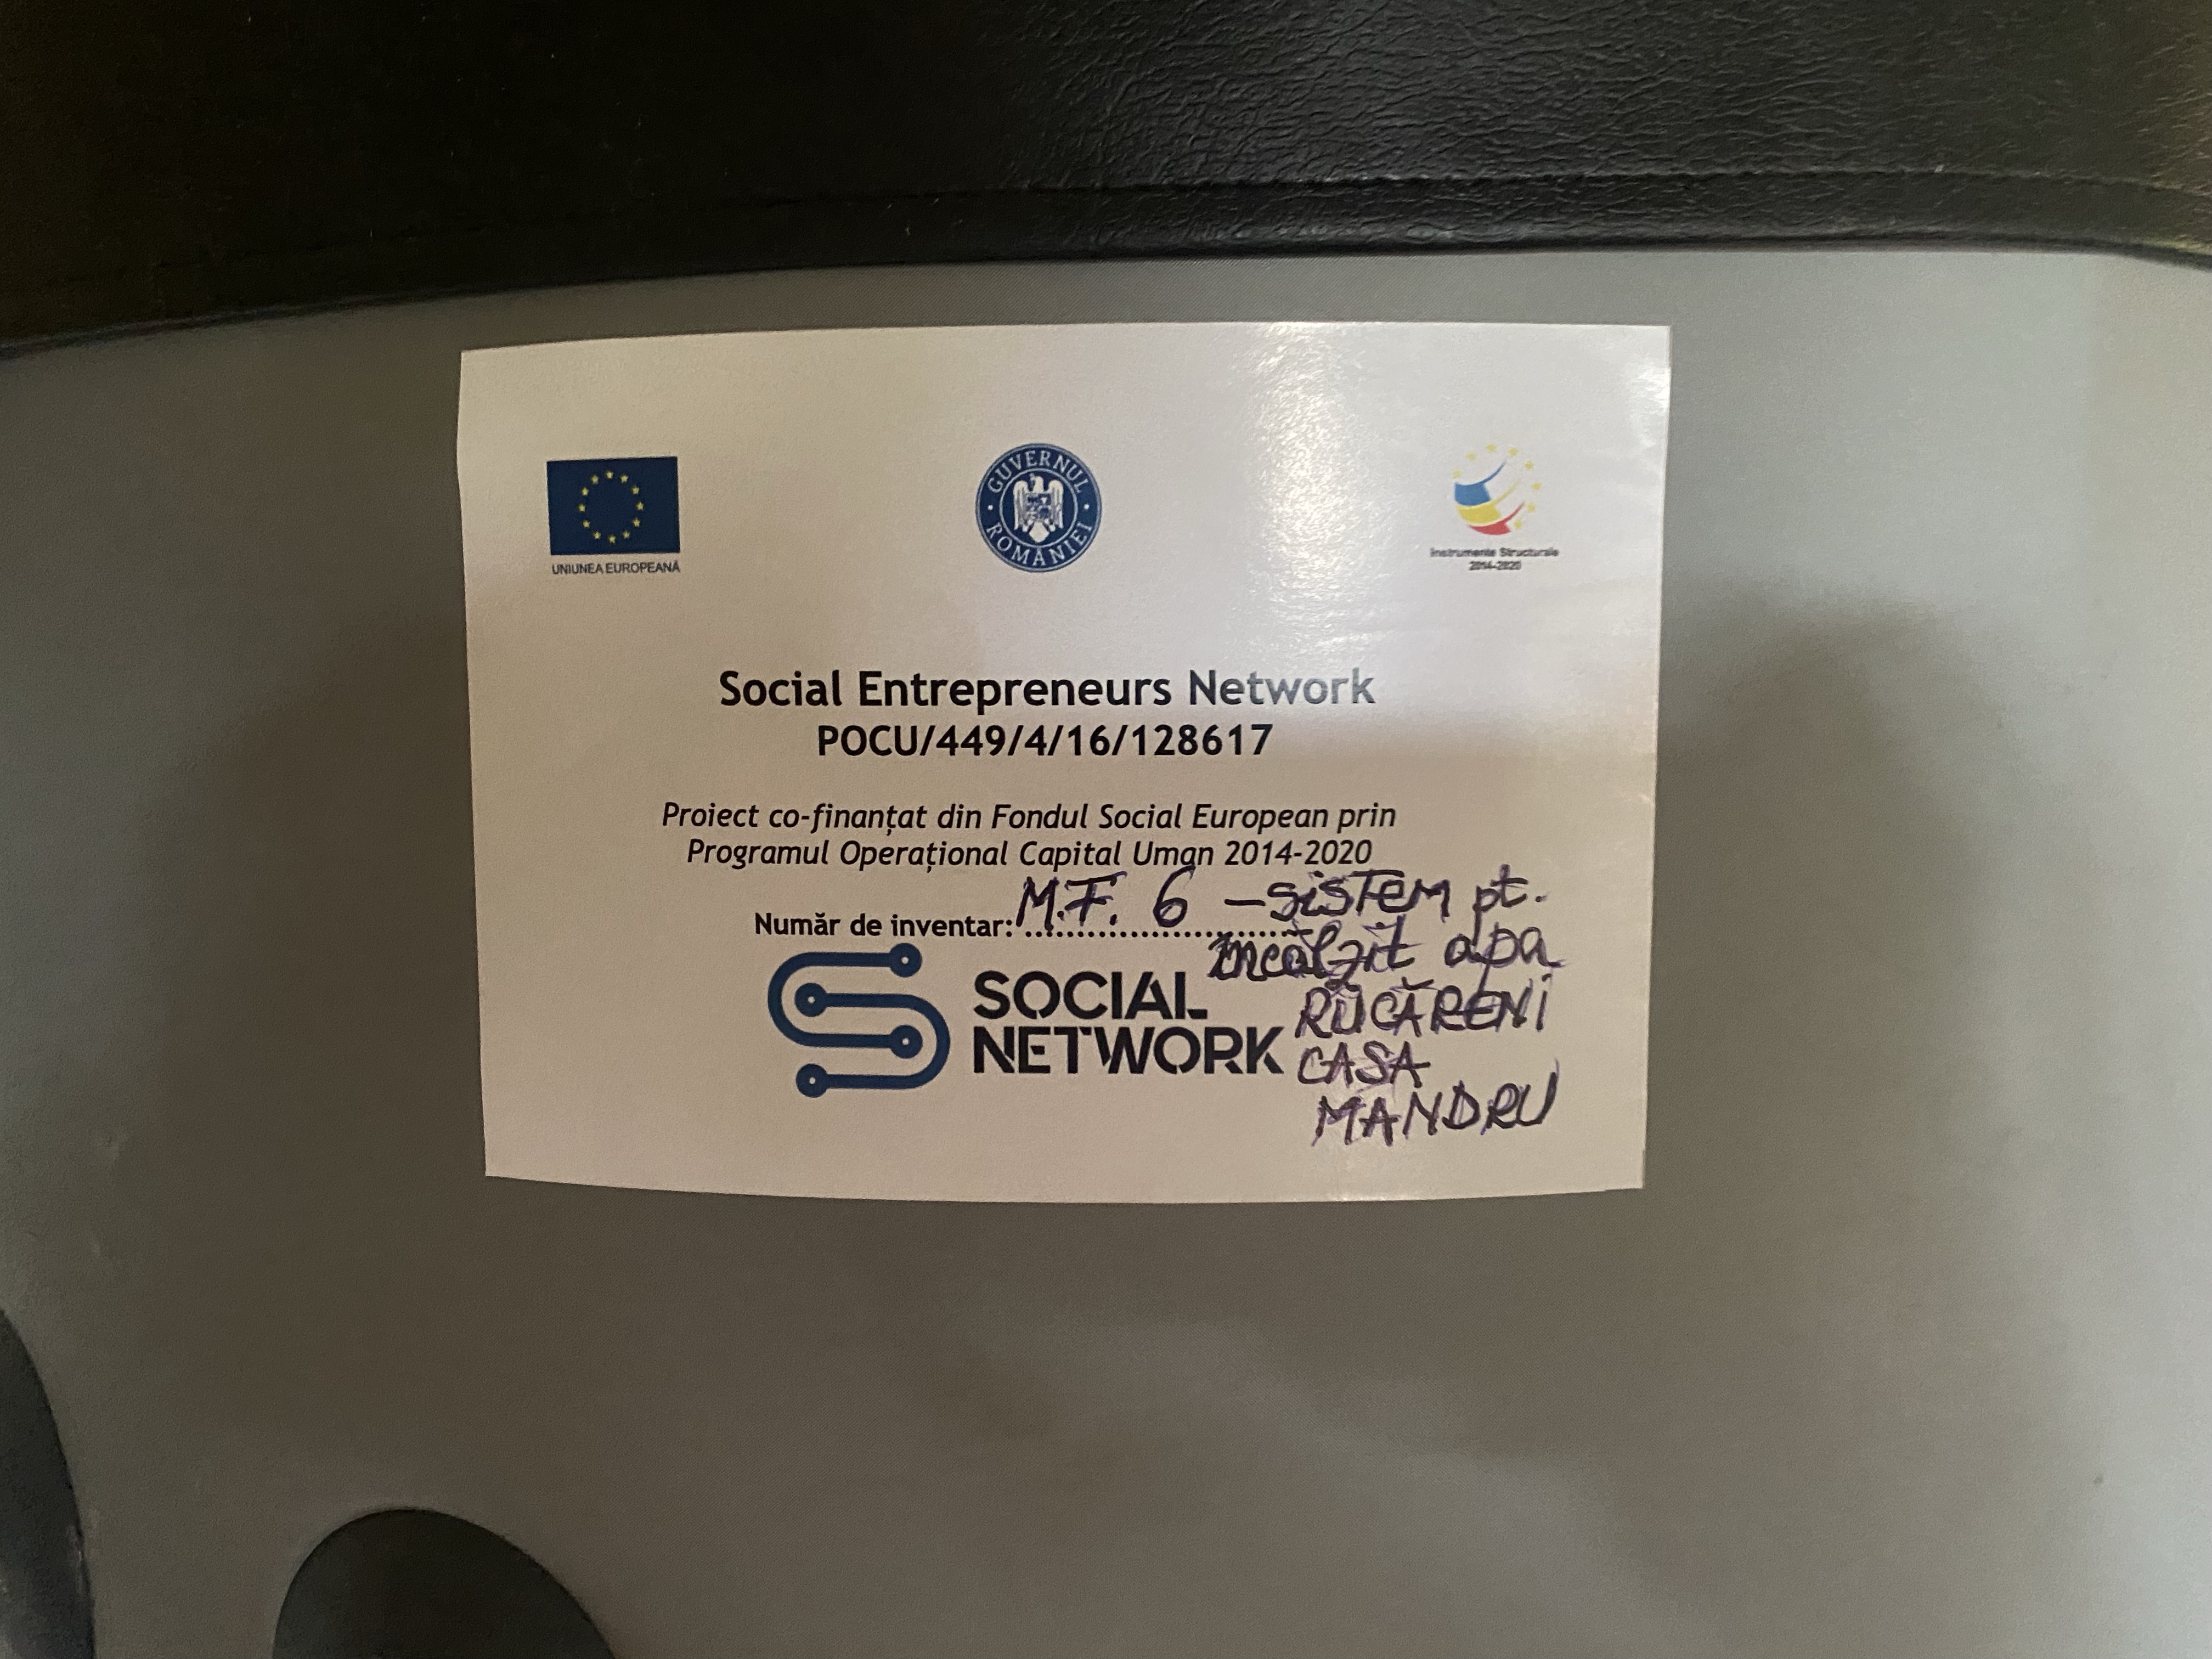 UNIUNEA EUROPEANĂ
GUVERNUL ROMÂNIEI
Instrumente Structurale
2014-2020
Social Entrepreneurs Network
POCU/449/4/16/128617
Proiect co-finanțat din Fondul Social European prin
Programul Operațional Capital Uman 2014-2020
Număr de inventar: M.F. 6 - sistem pt.
încălzit apa
SOCIAL
NETWORK
RUCĂRENI
CASA
MANDRU